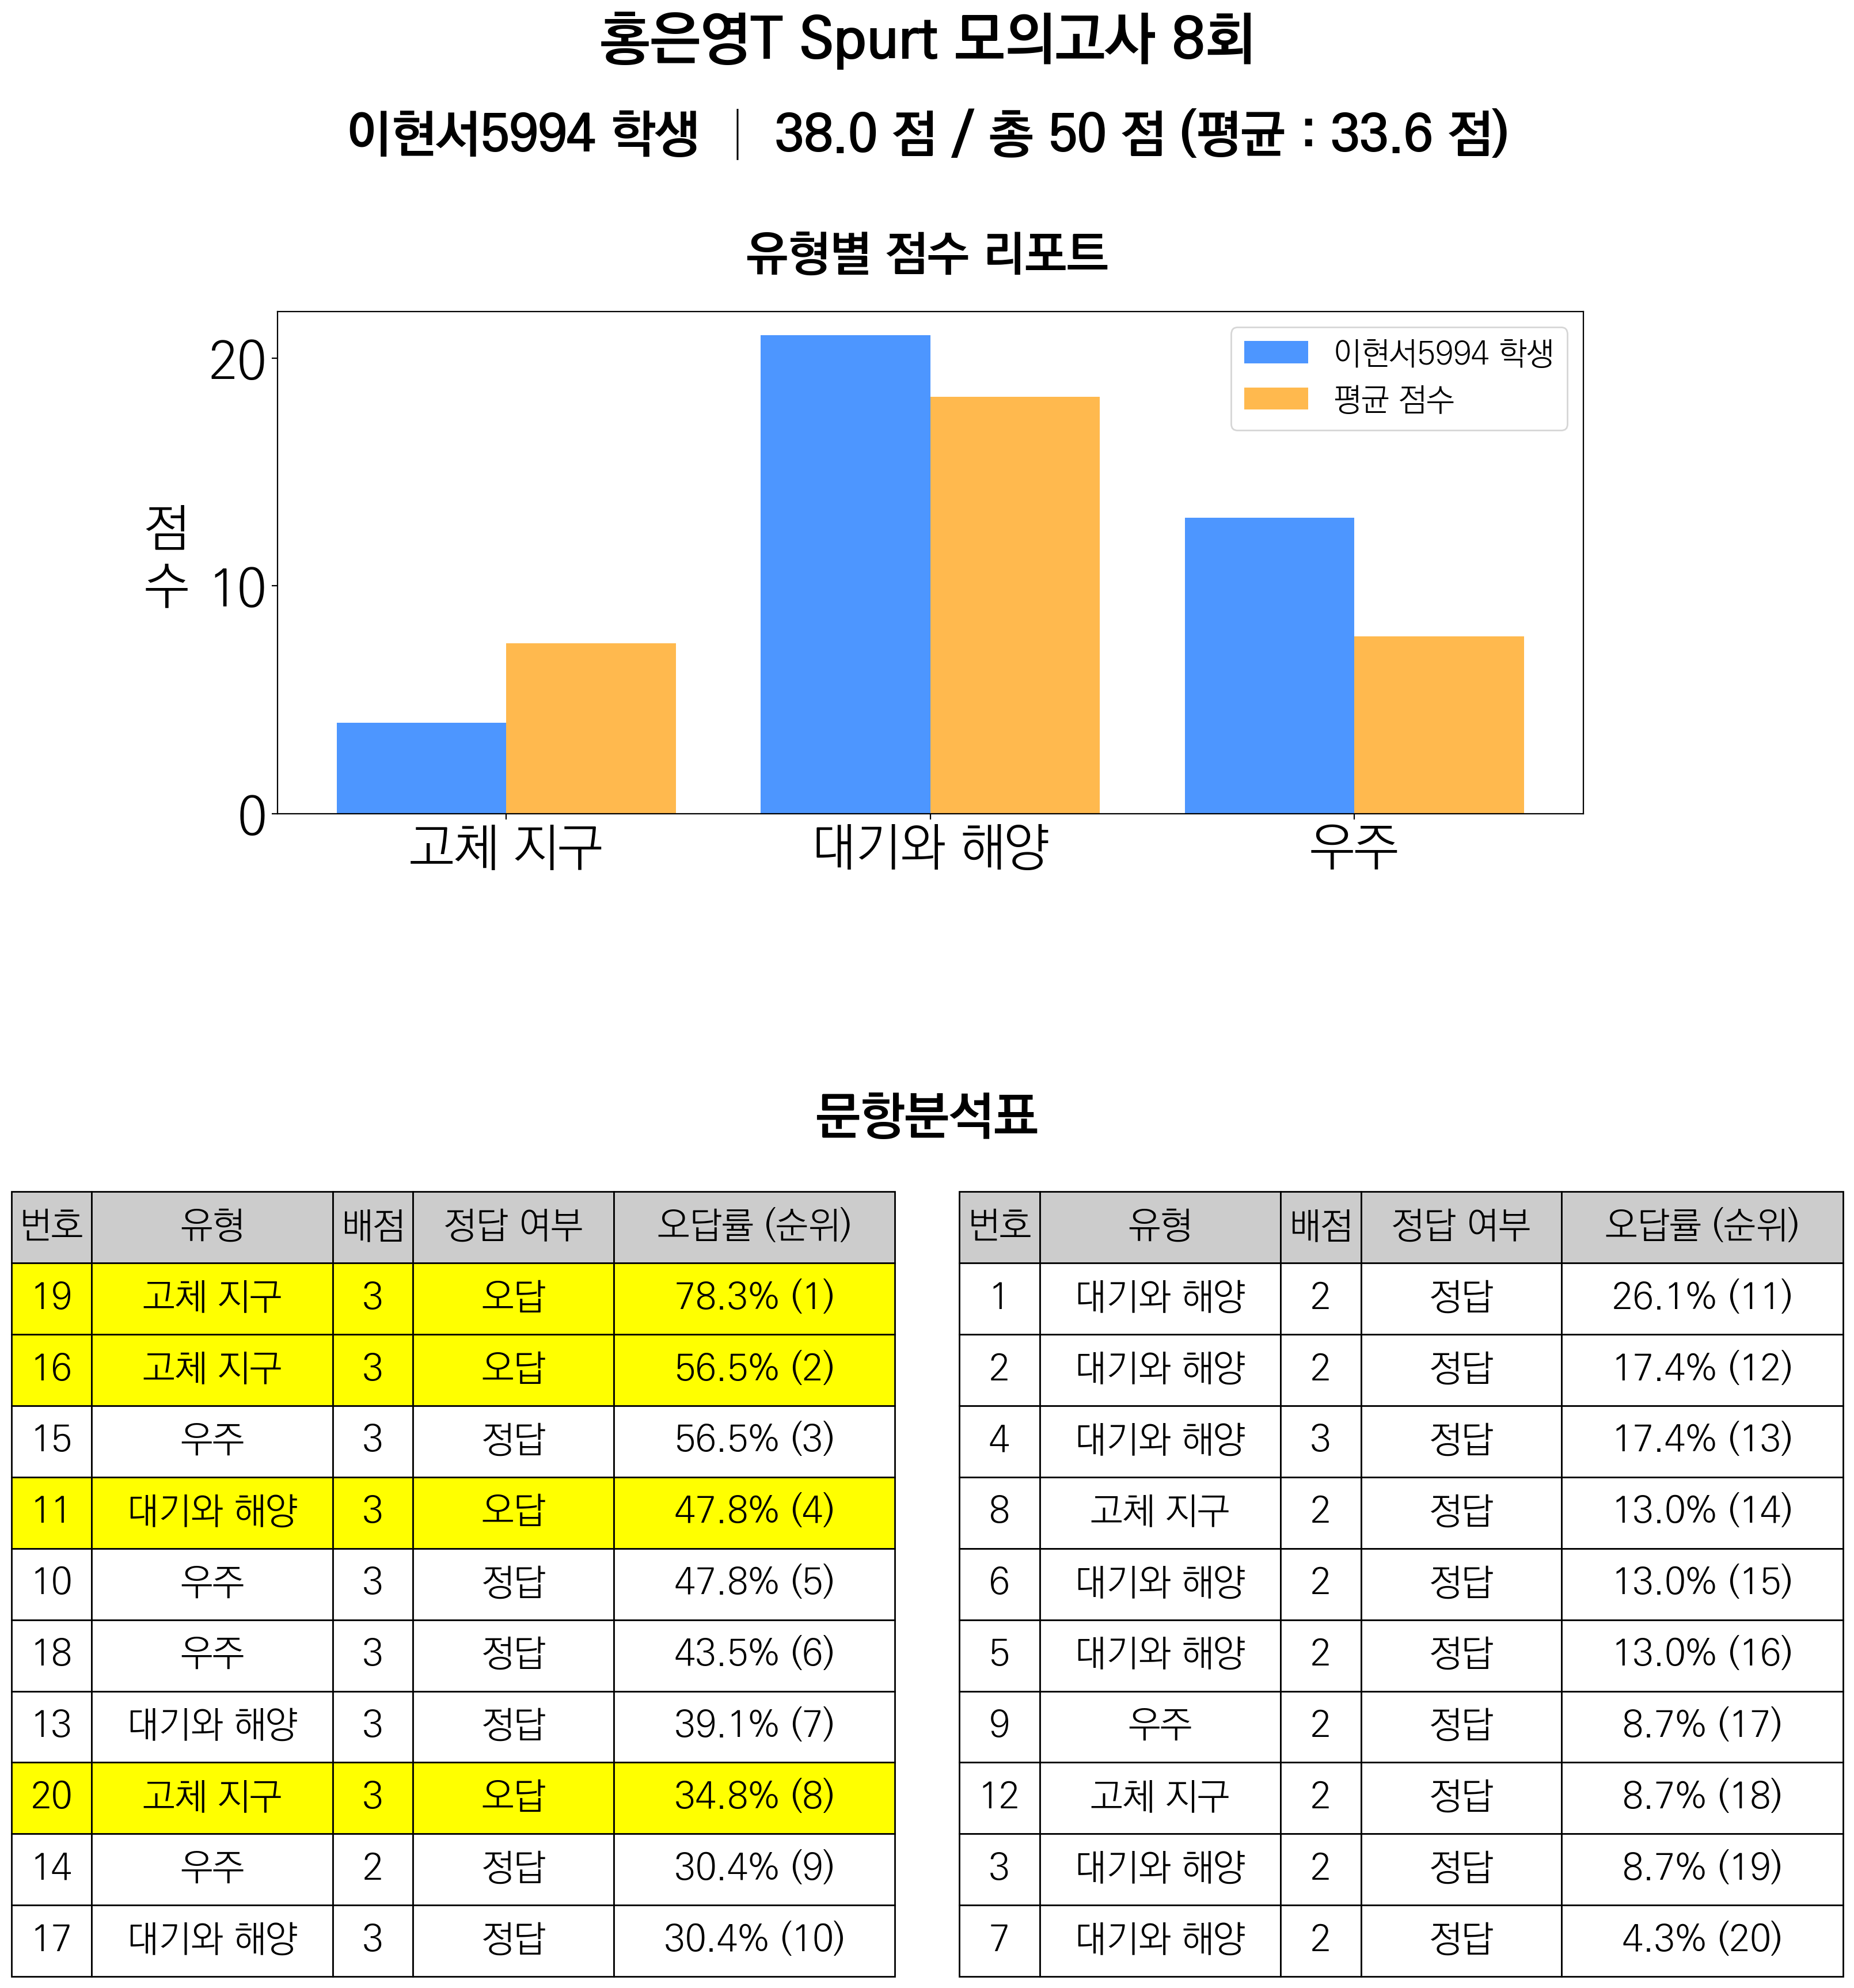 홍은영T Spurt 모의고사 8회
이현서5994 학생 | 38.0 점 / 총 50 점 (평균 : 33.6 점)
유형별 점수 리포트
점수
20
10
0
이현서5994 학생
평균 점수
고체 지구 대기와 해양 우주
문항분석표
번호 유형 배점 정답 여부 오답률 (순위)
19 고체 지구 3 오답 78.3% (1)
16 고체 지구 3 오답 56.5% (2)
15 우주 3 정답 56.5% (3)
11 대기와 해양 3 오답 47.8% (4)
10 우주 3 정답 47.8% (5)
18 우주 3 정답 43.5% (6)
13 대기와 해양 3 정답 39.1% (7)
20 고체 지구 3 오답 34.8% (8)
14 우주 2 정답 30.4% (9)
17 대기와 해양 3 정답 30.4% (10)
번호 유형 배점 정답 여부 오답률 (순위)
1 대기와 해양 2 정답 26.1% (11)
2 대기와 해양 2 정답 17.4% (12)
4 대기와 해양 3 정답 17.4% (13)
8 고체 지구 2 정답 13.0% (14)
6 대기와 해양 2 정답 13.0% (15)
5 대기와 해양 2 정답 13.0% (16)
9 우주 2 정답 8.7% (17)
12 고체 지구 2 정답 8.7% (18)
3 대기와 해양 2 정답 8.7% (19)
7 대기와 해양 2 정답 4.3% (20)